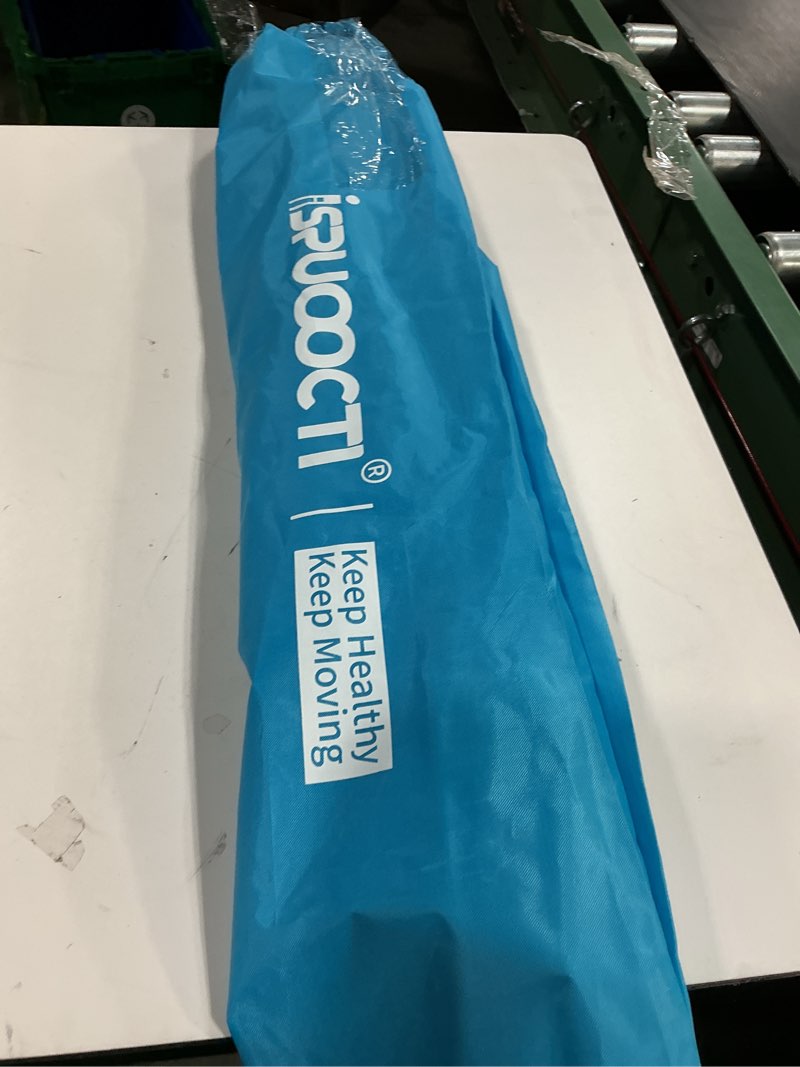 iSPUOOCTI® |
Keep Healthy
Keep Moving